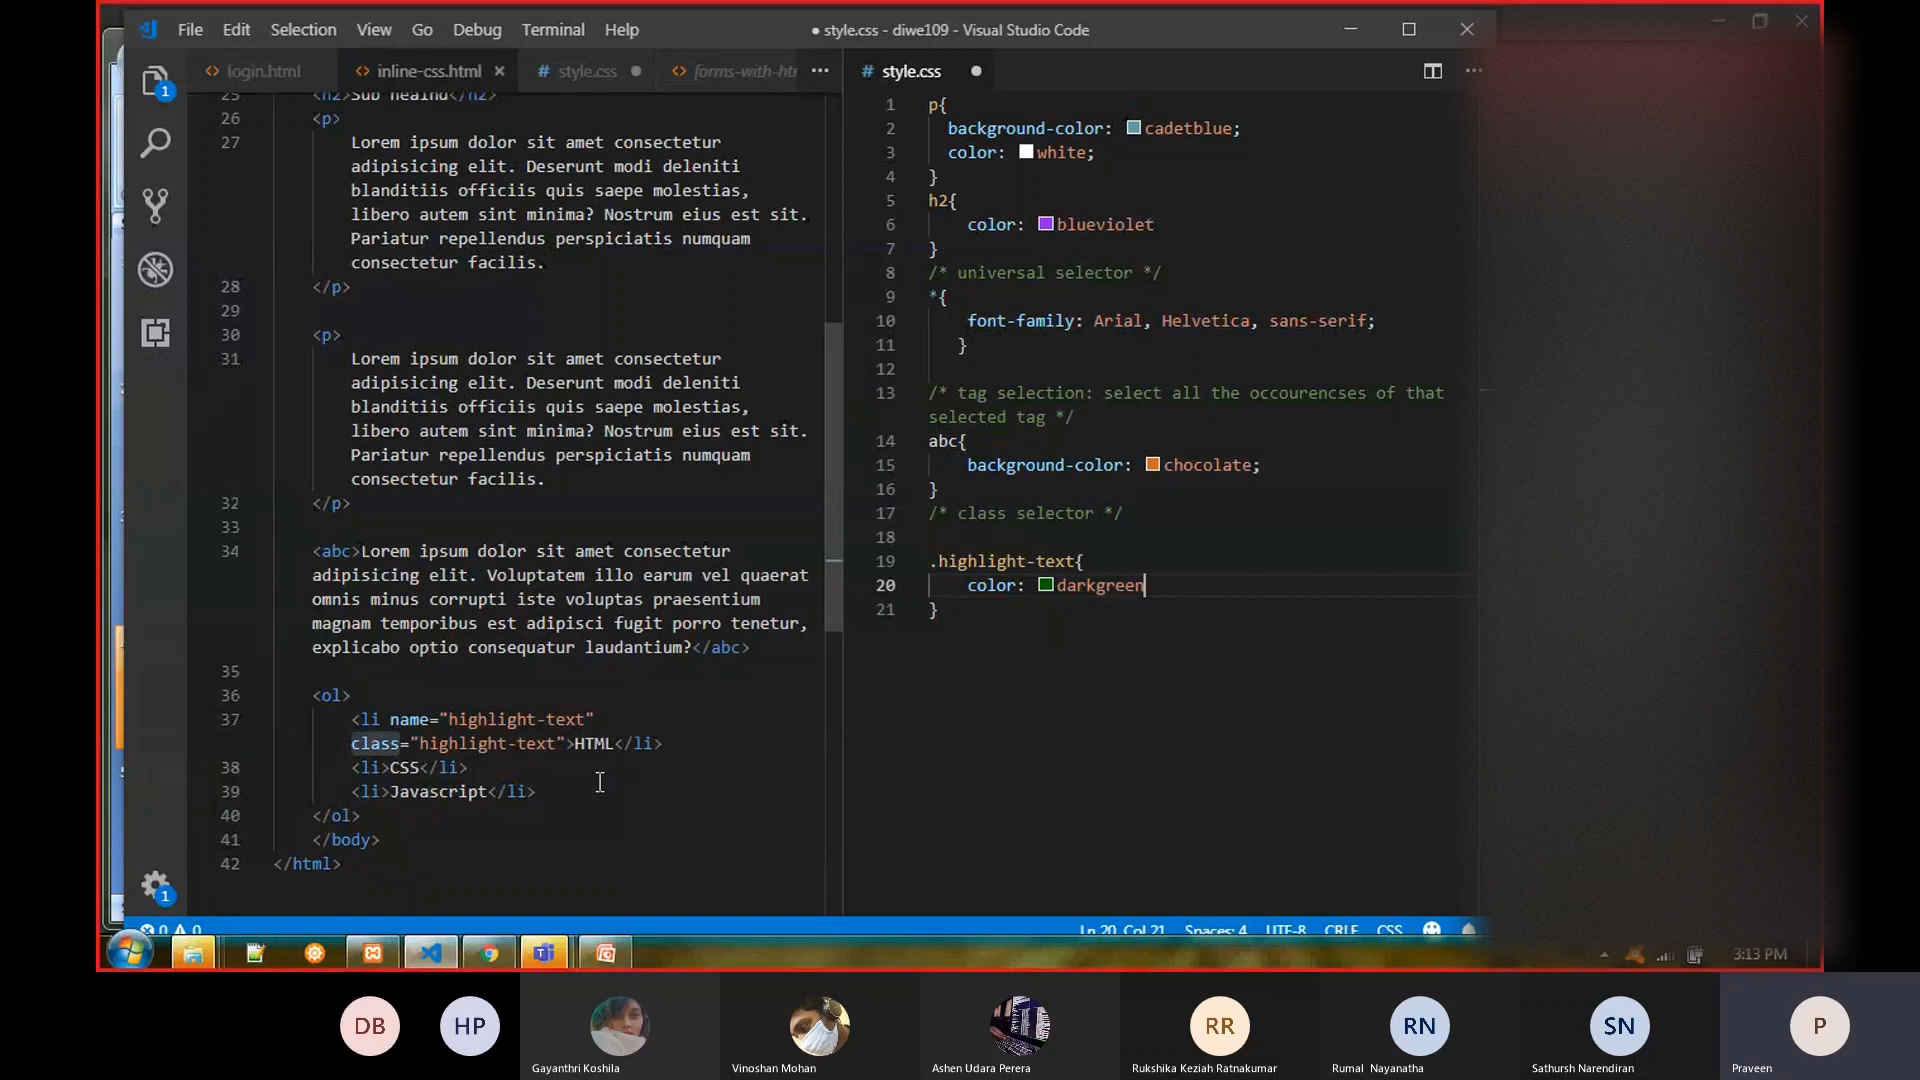 File Edit Selection View Go Debug Terminal Help
● style.css - diwe109 - Visual Studio Code
login.html
inline-css.html
# style.css
forms-with-ht
# style.css
25 <h2>Sub heaind</h2>
26 <p>
27 Lorem ipsum dolor sit amet consectetur
adipisicing elit. Deserunt modi deleniti
blanditiis officiis quis saepe molestias,
libero autem sint minima? Nostrum eius est sit.
Pariatur repellendus perspiciatis numquam
consectetur facilis.
28 </p>
29
30 <p>
31 Lorem ipsum dolor sit amet consectetur
adipisicing elit. Deserunt modi deleniti
blanditiis officiis quis saepe molestias,
libero autem sint minima? Nostrum eius est sit.
Pariatur repellendus perspiciatis numquam
consectetur facilis.
32 </p>
33
34 <abc>Lorem ipsum dolor sit amet consectetur
adipisicing elit. Voluptatem illo earum vel quaerat
omnis minus corrupti iste voluptas praesentium
magnam temporibus est adipisci fugit porro tenetur,
explicabo optio consequatur laudantium?</abc>
35
36 <ol>
37 <li name="highlight-text"
class="highlight-text">HTML</li>
38 <li>CSS</li>
39 <li>Javascript</li>
40 </ol>
41 </body>
42 </html>
1 p{
2 background-color: cadetblue;
3 color: white;
4 }
5 h2{
6 color: blueviolet
7 }
8 /* universal selector */
9 *{
10 font-family: Arial, Helvetica, sans-serif;
11 }
12
13 /* tag selection: select all the occourencses of that
selected tag */
14 abc{
15 background-color: chocolate;
16 }
17 /* class selector */
18
19 .highlight-text{
20 color: darkgreen
21 }
1
1
0 0
Ln 20, Col 21 Spaces: 4 UTF-8 CRLF CSS
3:13 PM
DB
HP
Gayanthri Koshila
Vinoshan Mohan
Ashen Udara Perera
RR
Rukshika Keziah Ratnakumar
RN
Rumal Nayanatha
SN
Sathursh Narendiran
P
Praveen